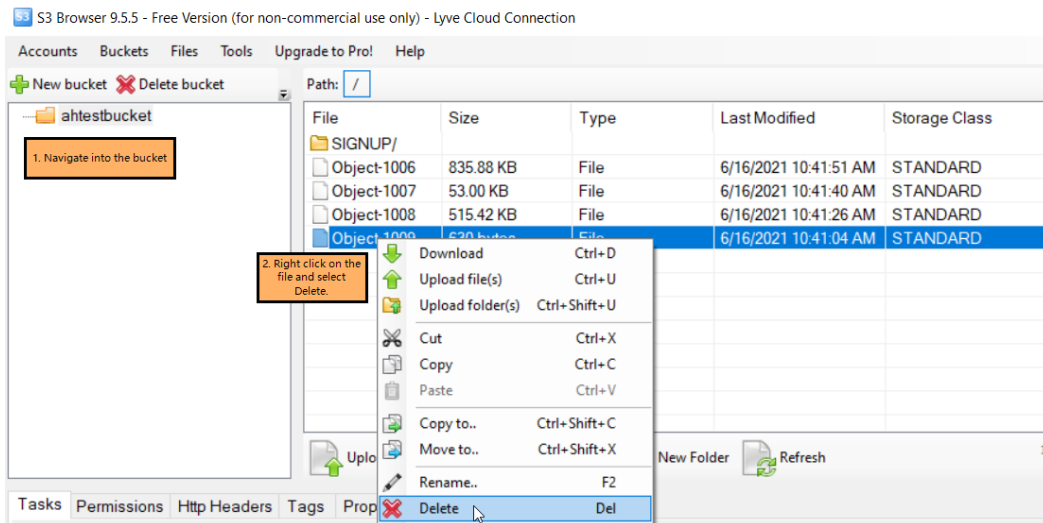 S3 Browser 9.5.5 - Free Version (for non-commercial use only) - Lyve Cloud Connection
Accounts Buckets Files Tools Upgrade to Pro! Help
New bucket Delete bucket
Path: /
ahtestbucket
1. Navigate into the bucket
File Size Type Last Modified Storage Class
SIGNUP/
Object-1006 835.88 KB File 6/16/2021 10:41:51 AM STANDARD
Object-1007 53.00 KB File 6/16/2021 10:41:40 AM STANDARD
Object-1008 515.42 KB File 6/16/2021 10:41:26 AM STANDARD
Object-1009 630 bytes File 6/16/2021 10:41:04 AM STANDARD
2. Right click on the
file and select
Delete.
Download Ctrl+D
Upload file(s) Ctrl+U
Upload folder(s) Ctrl+Shift+U
Cut Ctrl+X
Copy Ctrl+C
Paste Ctrl+V
Copy to.. Ctrl+Shift+C
Move to.. Ctrl+Shift+X
Rename.. F2
Delete Del
Uplo New Folder Refresh
Tasks Permissions Http Headers Tags Prop